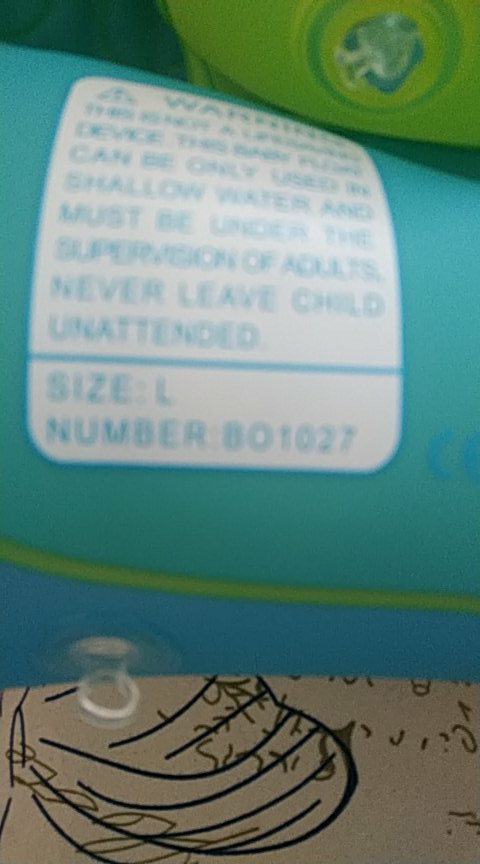 WARNING
THIS IS NOT A LIFESAVING
DEVICE THIS BABY FLOAT
CAN BE ONLY USED IN
SHALLOW WATER AND
MUST BE UNDER THE
SUPERVISION OF ADULTS,
NEVER LEAVE CHILD
UNATTENDED.
SIZE: L
NUMBER:BO1027
CE